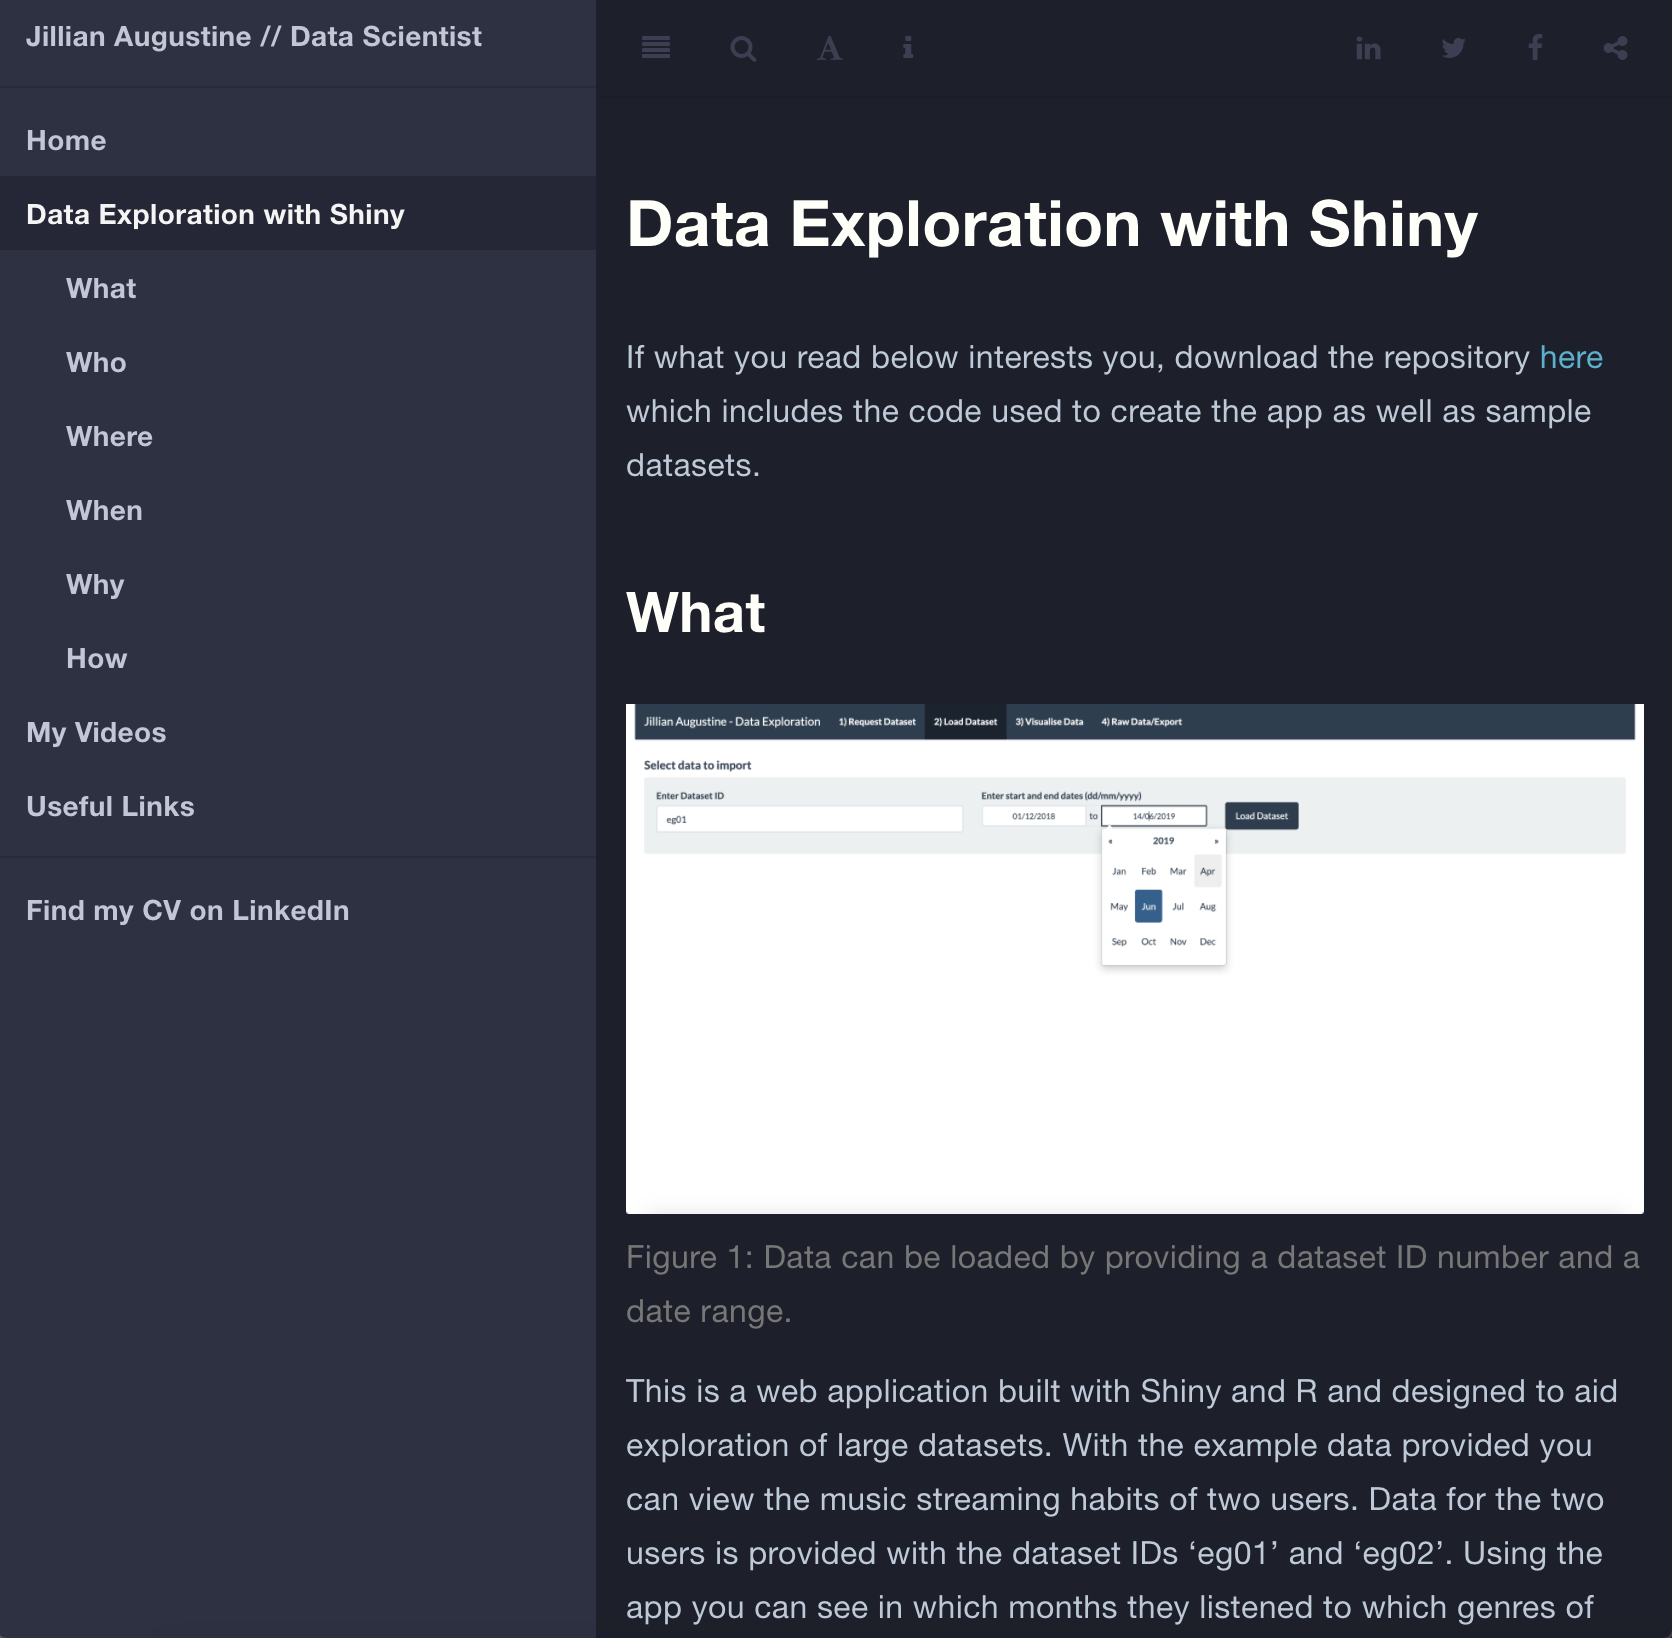 Jillian Augustine // Data Scientist
Home
Data Exploration with Shiny
What
Who
Where
When
Why
How
My Videos
Useful Links
Find my CV on LinkedIn
Data Exploration with Shiny
If what you read below interests you, download the repository here
which includes the code used to create the app as well as sample
datasets.
What
Jillian Augustine - Data Exploration 1) Request Dataset 2) Load Dataset 3) Visualise Data 4) Raw Data/Export
Select data to import
Enter Dataset ID
eg01
Enter start and end dates (dd/mm/yyyy)
01/12/2018 to 14/06/2019
Load Dataset
« 2019 »
Jan Feb Mar Apr
May Jun Jul Aug
Sep Oct Nov Dec
Figure 1: Data can be loaded by providing a dataset ID number and a
date range.
This is a web application built with Shiny and R and designed to aid
exploration of large datasets. With the example data provided you
can view the music streaming habits of two users. Data for the two
users is provided with the dataset IDs ‘eg01’ and ‘eg02’. Using the
app you can see in which months they listened to which genres of